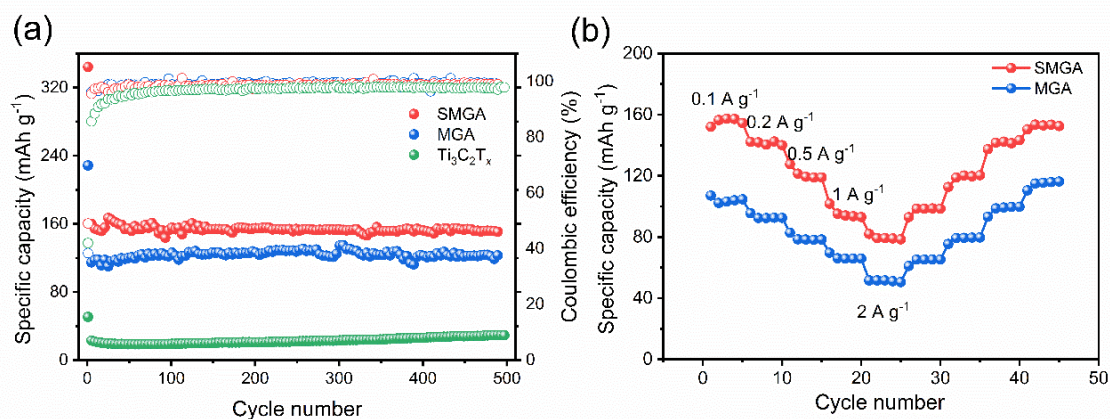 (a)
Specific capacity (mAh g⁻¹)
320
240
160
80
0
SMGA
MGA
Ti₃C₂Tₓ
100
80
60
40
20
0
Coulombic efficiency (%)
0 100 200 300 400 500
Cycle number
(b)
Specific capacity (mAh g⁻¹)
200
160
120
80
40
0
SMGA
MGA
0.1 A g⁻¹
0.2 A g⁻¹
0.5 A g⁻¹
1 A g⁻¹
2 A g⁻¹
0 10 20 30 40 50
Cycle number